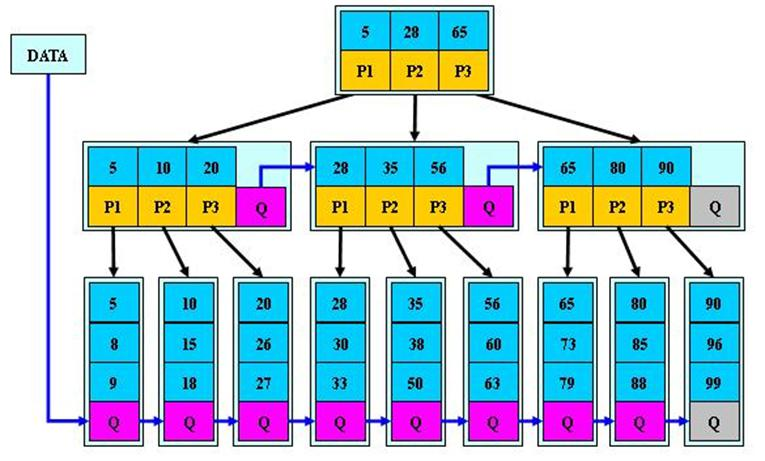 5 28 65
DATA
P1 P2 P3
5 10 20 28 35 56 65 80 90
P1 P2 P3 Q P1 P2 P3 Q P1 P2 P3 Q
5 10 20 28 35 56 65 80 90
8 15 26 30 38 60 73 85 96
9 18 27 33 50 63 79 88 99
Q Q Q Q Q Q Q Q Q